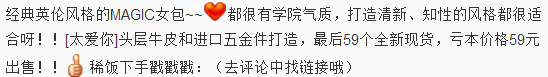 经典英伦风格的MAGIC女包~~都很有学院气质，打造清新、知性的风格都很适
合呀！！[太爱你]头层牛皮和进口五金件打造，最后59个全新现货，亏本价格59元
出售！！稀饭下手戳戳戳：（去评论中找链接哦）